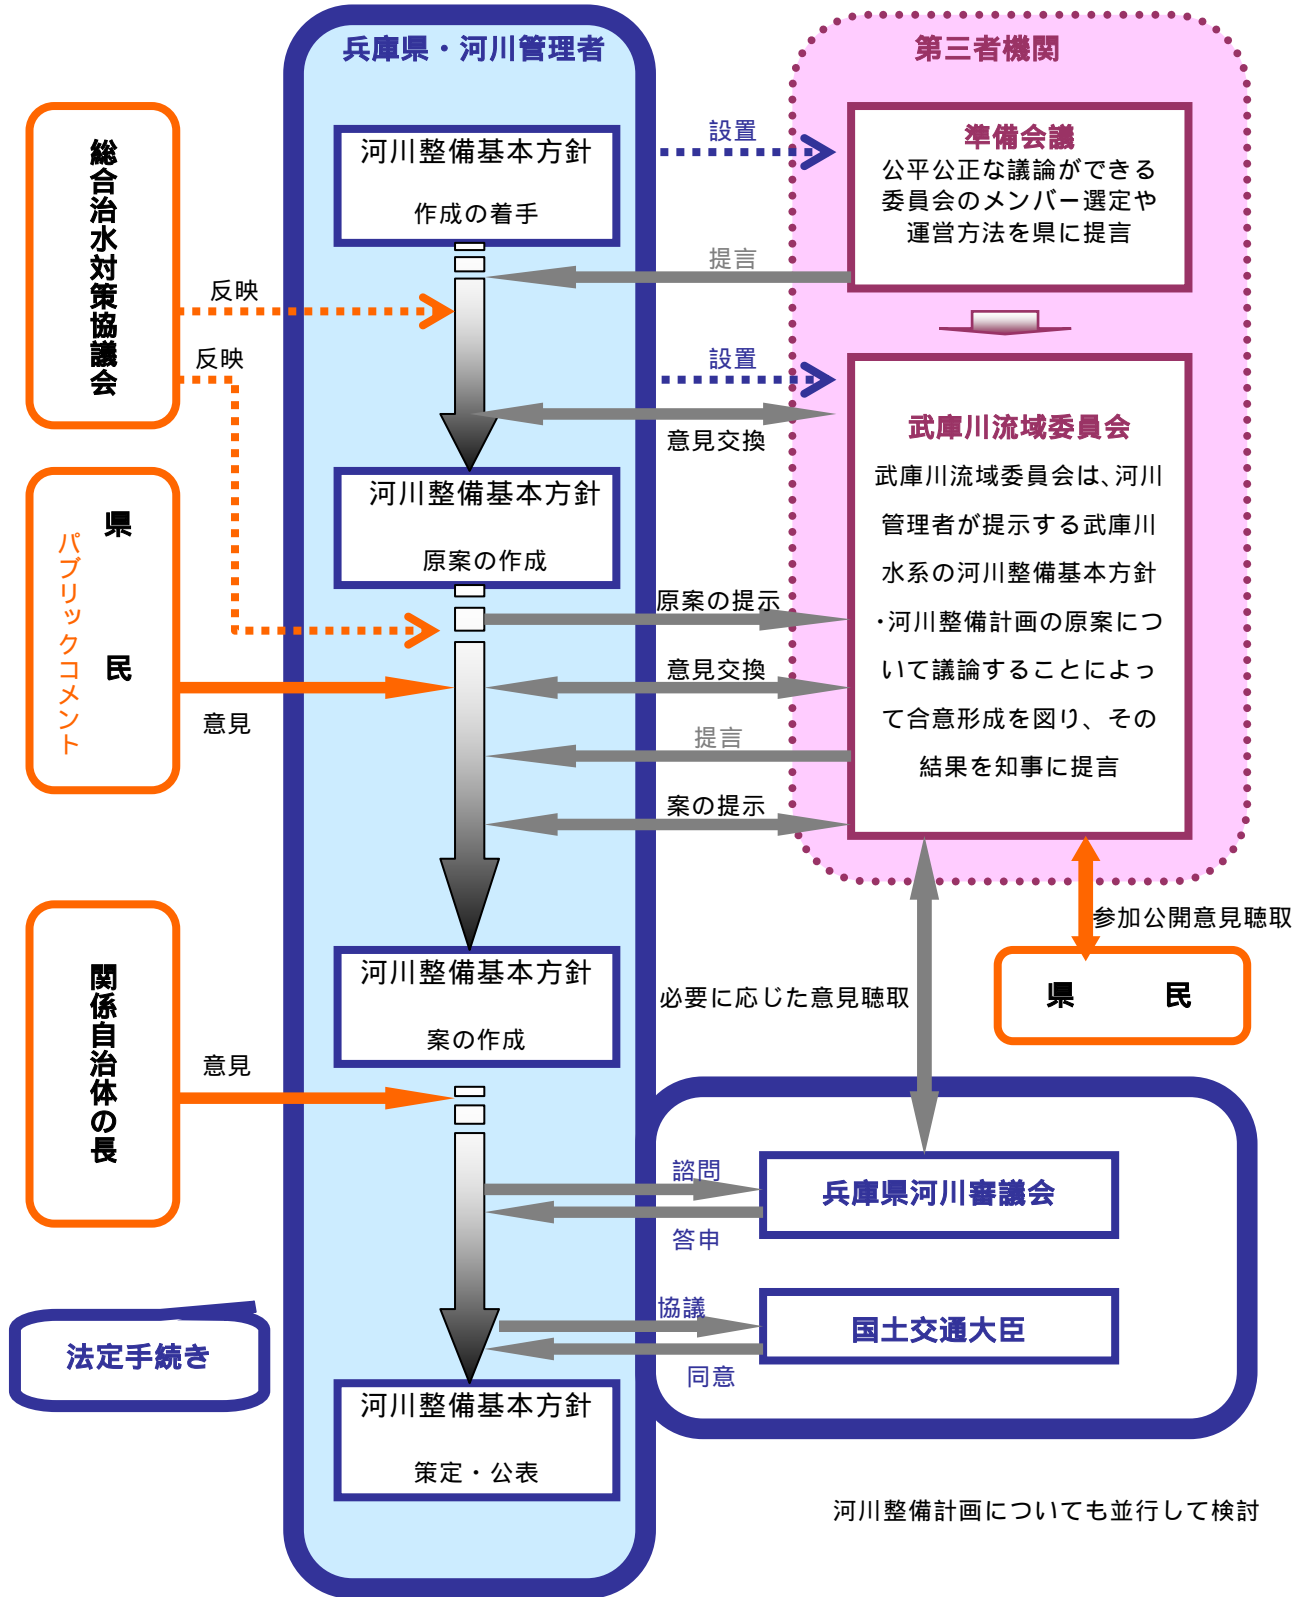 兵庫県・河川管理者
第三者機関
総合治水対策協議会
河川整備基本方針
作成の着手
設置
準備会議
公平公正な議論ができる
委員会のメンバー選定や
運営方法を県に提言
提言
反映
反映
設置
意見交換
武庫川流域委員会
武庫川流域委員会は、河川
管理者が提示する武庫川
水系の河川整備基本方針
・河川整備計画の原案につ
いて議論することによっ
て合意形成を図り、その
結果を知事に提言
県 民
パブリックコメント
意見
河川整備基本方針
原案の作成
原案の提示
意見交換
提言
案の提示
参加公開意見聴取
県 民
必要に応じた意見聴取
関係自治体の長
意見
河川整備基本方針
案の作成
諮問
兵庫県河川審議会
答申
協議
国土交通大臣
同意
法定手続き
河川整備基本方針
策定・公表
河川整備計画についても並行して検討